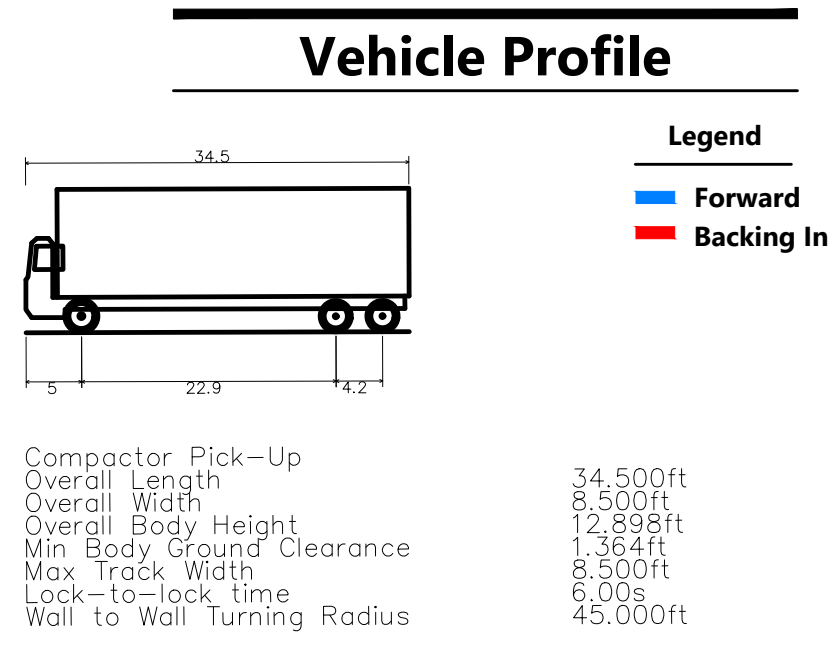 Vehicle Profile
Legend
Forward
Backing In
34.5
5 22.9 4.2
Compactor Pick-Up
Overall Length 34.500ft
Overall Width 8.500ft
Overall Body Height 12.898ft
Min Body Ground Clearance 1.364ft
Max Track Width 8.500ft
Lock-to-lock time 6.00s
Wall to Wall Turning Radius 45.000ft